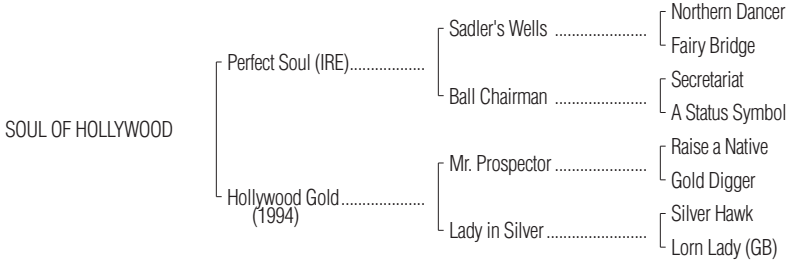 Northern Dancer
Sadler's Wells ......................
Fairy Bridge
Perfect Soul (IRE)..................
Secretariat
Ball Chairman ......................
A Status Symbol
SOUL OF HOLLYWOOD
Raise a Native
Mr. Prospector ......................
Gold Digger
Hollywood Gold....................
(1994)
Silver Hawk
Lady in Silver ........................
Lorn Lady (GB)